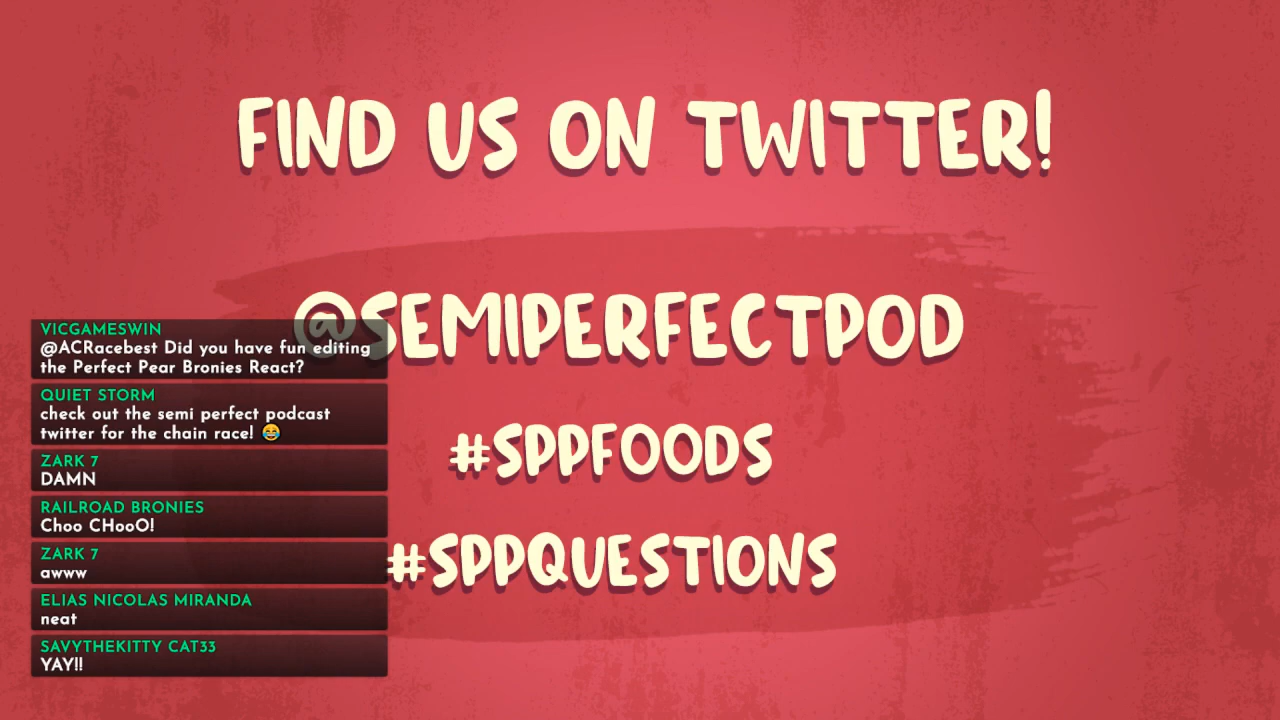 FIND US ON TWITTER!
@SEMIPERFECTPOD
#SPPFOODS
#SPPQUESTIONS
VICGAMESWIN
@ACRacebest Did you have fun editing
the Perfect Pear Bronies React?
QUIET STORM
check out the semi perfect podcast
twitter for the chain race! 😂
ZARK 7
DAMN
RAILROAD BRONIES
Choo CHooO!
ZARK 7
awww
ELIAS NICOLAS MIRANDA
neat
SAVYTHEKITTY CAT33
YAY!!